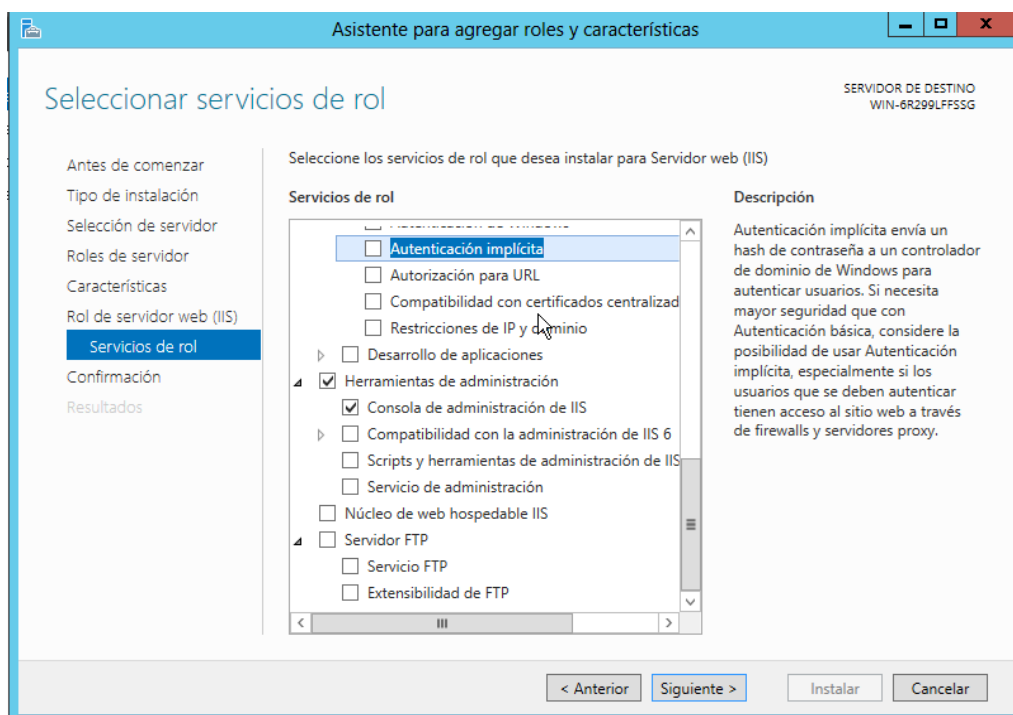 Asistente para agregar roles y características
Seleccionar servicios de rol
SERVIDOR DE DESTINO
WIN-6R299LFFSSG
Antes de comenzar
Tipo de instalación
Selección de servidor
Roles de servidor
Características
Rol de servidor web (IIS)
Servicios de rol
Confirmación
Resultados
Seleccione los servicios de rol que desea instalar para Servidor web (IIS)
Servicios de rol
Autenticación implícita
Autorización para URL
Compatibilidad con certificados centralizad
Restricciones de IP y dominio
Desarrollo de aplicaciones
Herramientas de administración
Consola de administración de IIS
Compatibilidad con la administración de IIS 6
Scripts y herramientas de administración de IIS
Servicio de administración
Núcleo de web hospedable IIS
Servidor FTP
Servicio FTP
Extensibilidad de FTP
Descripción
Autenticación implícita envía un
hash de contraseña a un controlador
de dominio de Windows para
autenticar usuarios. Si necesita
mayor seguridad que con
Autenticación básica, considere la
posibilidad de usar Autenticación
implícita, especialmente si los
usuarios que se deben autenticar
tienen acceso al sitio web a través
de firewalls y servidores proxy.
< Anterior
Siguiente >
Instalar
Cancelar